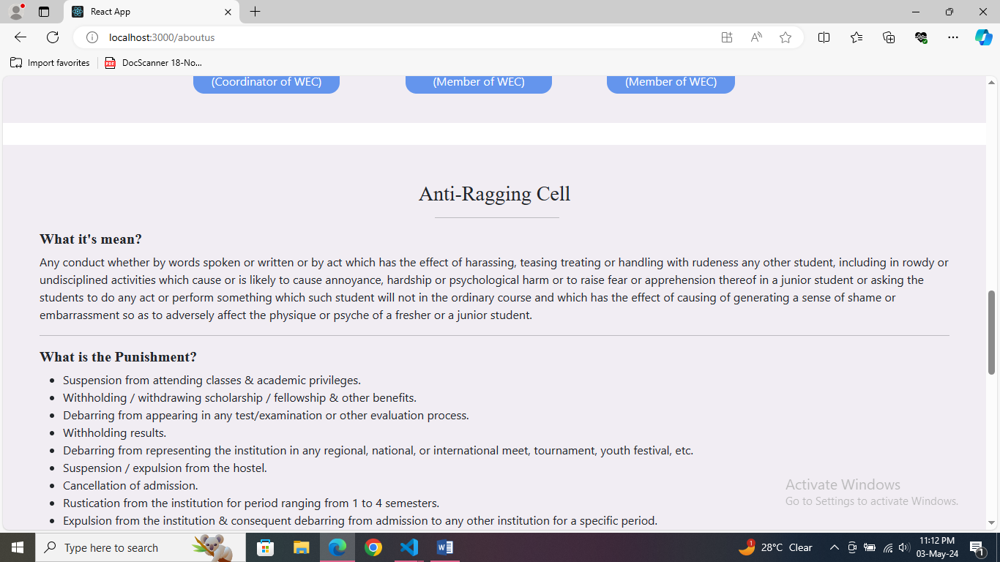 React App
localhost:3000/aboutus
Import favorites
PDF
DocScanner 18-No...
(Coordinator of WEC)
(Member of WEC)
(Member of WEC)
Anti-Ragging Cell
What it's mean?
Any conduct whether by words spoken or written or by act which has the effect of harassing, teasing treating or handling with rudeness any other student, including in rowdy or
undisciplined activities which cause or is likely to cause annoyance, hardship or psychological harm or to raise fear or apprehension thereof in a junior student or asking the
students to do any act or perform something which such student will not in the ordinary course and which has the effect of causing of generating a sense of shame or
embarrassment so as to adversely affect the physique or psyche of a fresher or a junior student.
What is the Punishment?
Suspension from attending classes & academic privileges.
Withholding / withdrawing scholarship / fellowship & other benefits.
Debarring from appearing in any test/examination or other evaluation process.
Withholding results.
Debarring from representing the institution in any regional, national, or international meet, tournament, youth festival, etc.
Suspension / expulsion from the hostel.
Cancellation of admission.
Rustication from the institution for period ranging from 1 to 4 semesters.
Expulsion from the institution & consequent debarring from admission to any other institution for a specific period.
Activate Windows
Go to Settings to activate Windows.
Type here to search
1
28°C Clear
11:12 PM
03-May-24
1